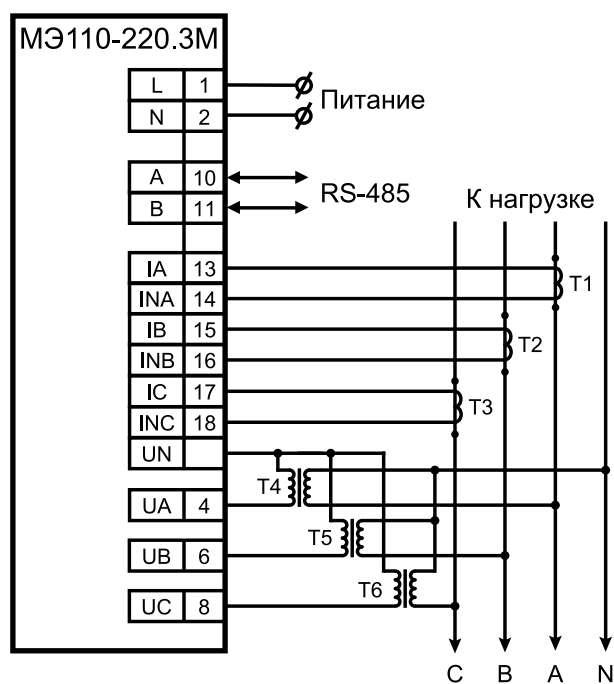 МЭ110-220.3М
L 1
N 2
Питание
A 10
B 11
RS-485
К нагрузке
IA 13
INA 14
T1
IB 15
INB 16
T2
IC 17
INC 18
T3
UN
T4
UA 4
T5
UB 6
T6
UC 8
C B A N